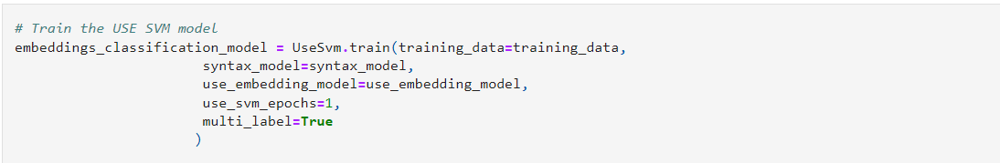 # Train the USE SVM model
embeddings_classification_model = UseSvm.train(training_data=training_data,
syntax_model=syntax_model,
use_embedding_model=use_embedding_model,
use_svm_epochs=1,
multi_label=True
)